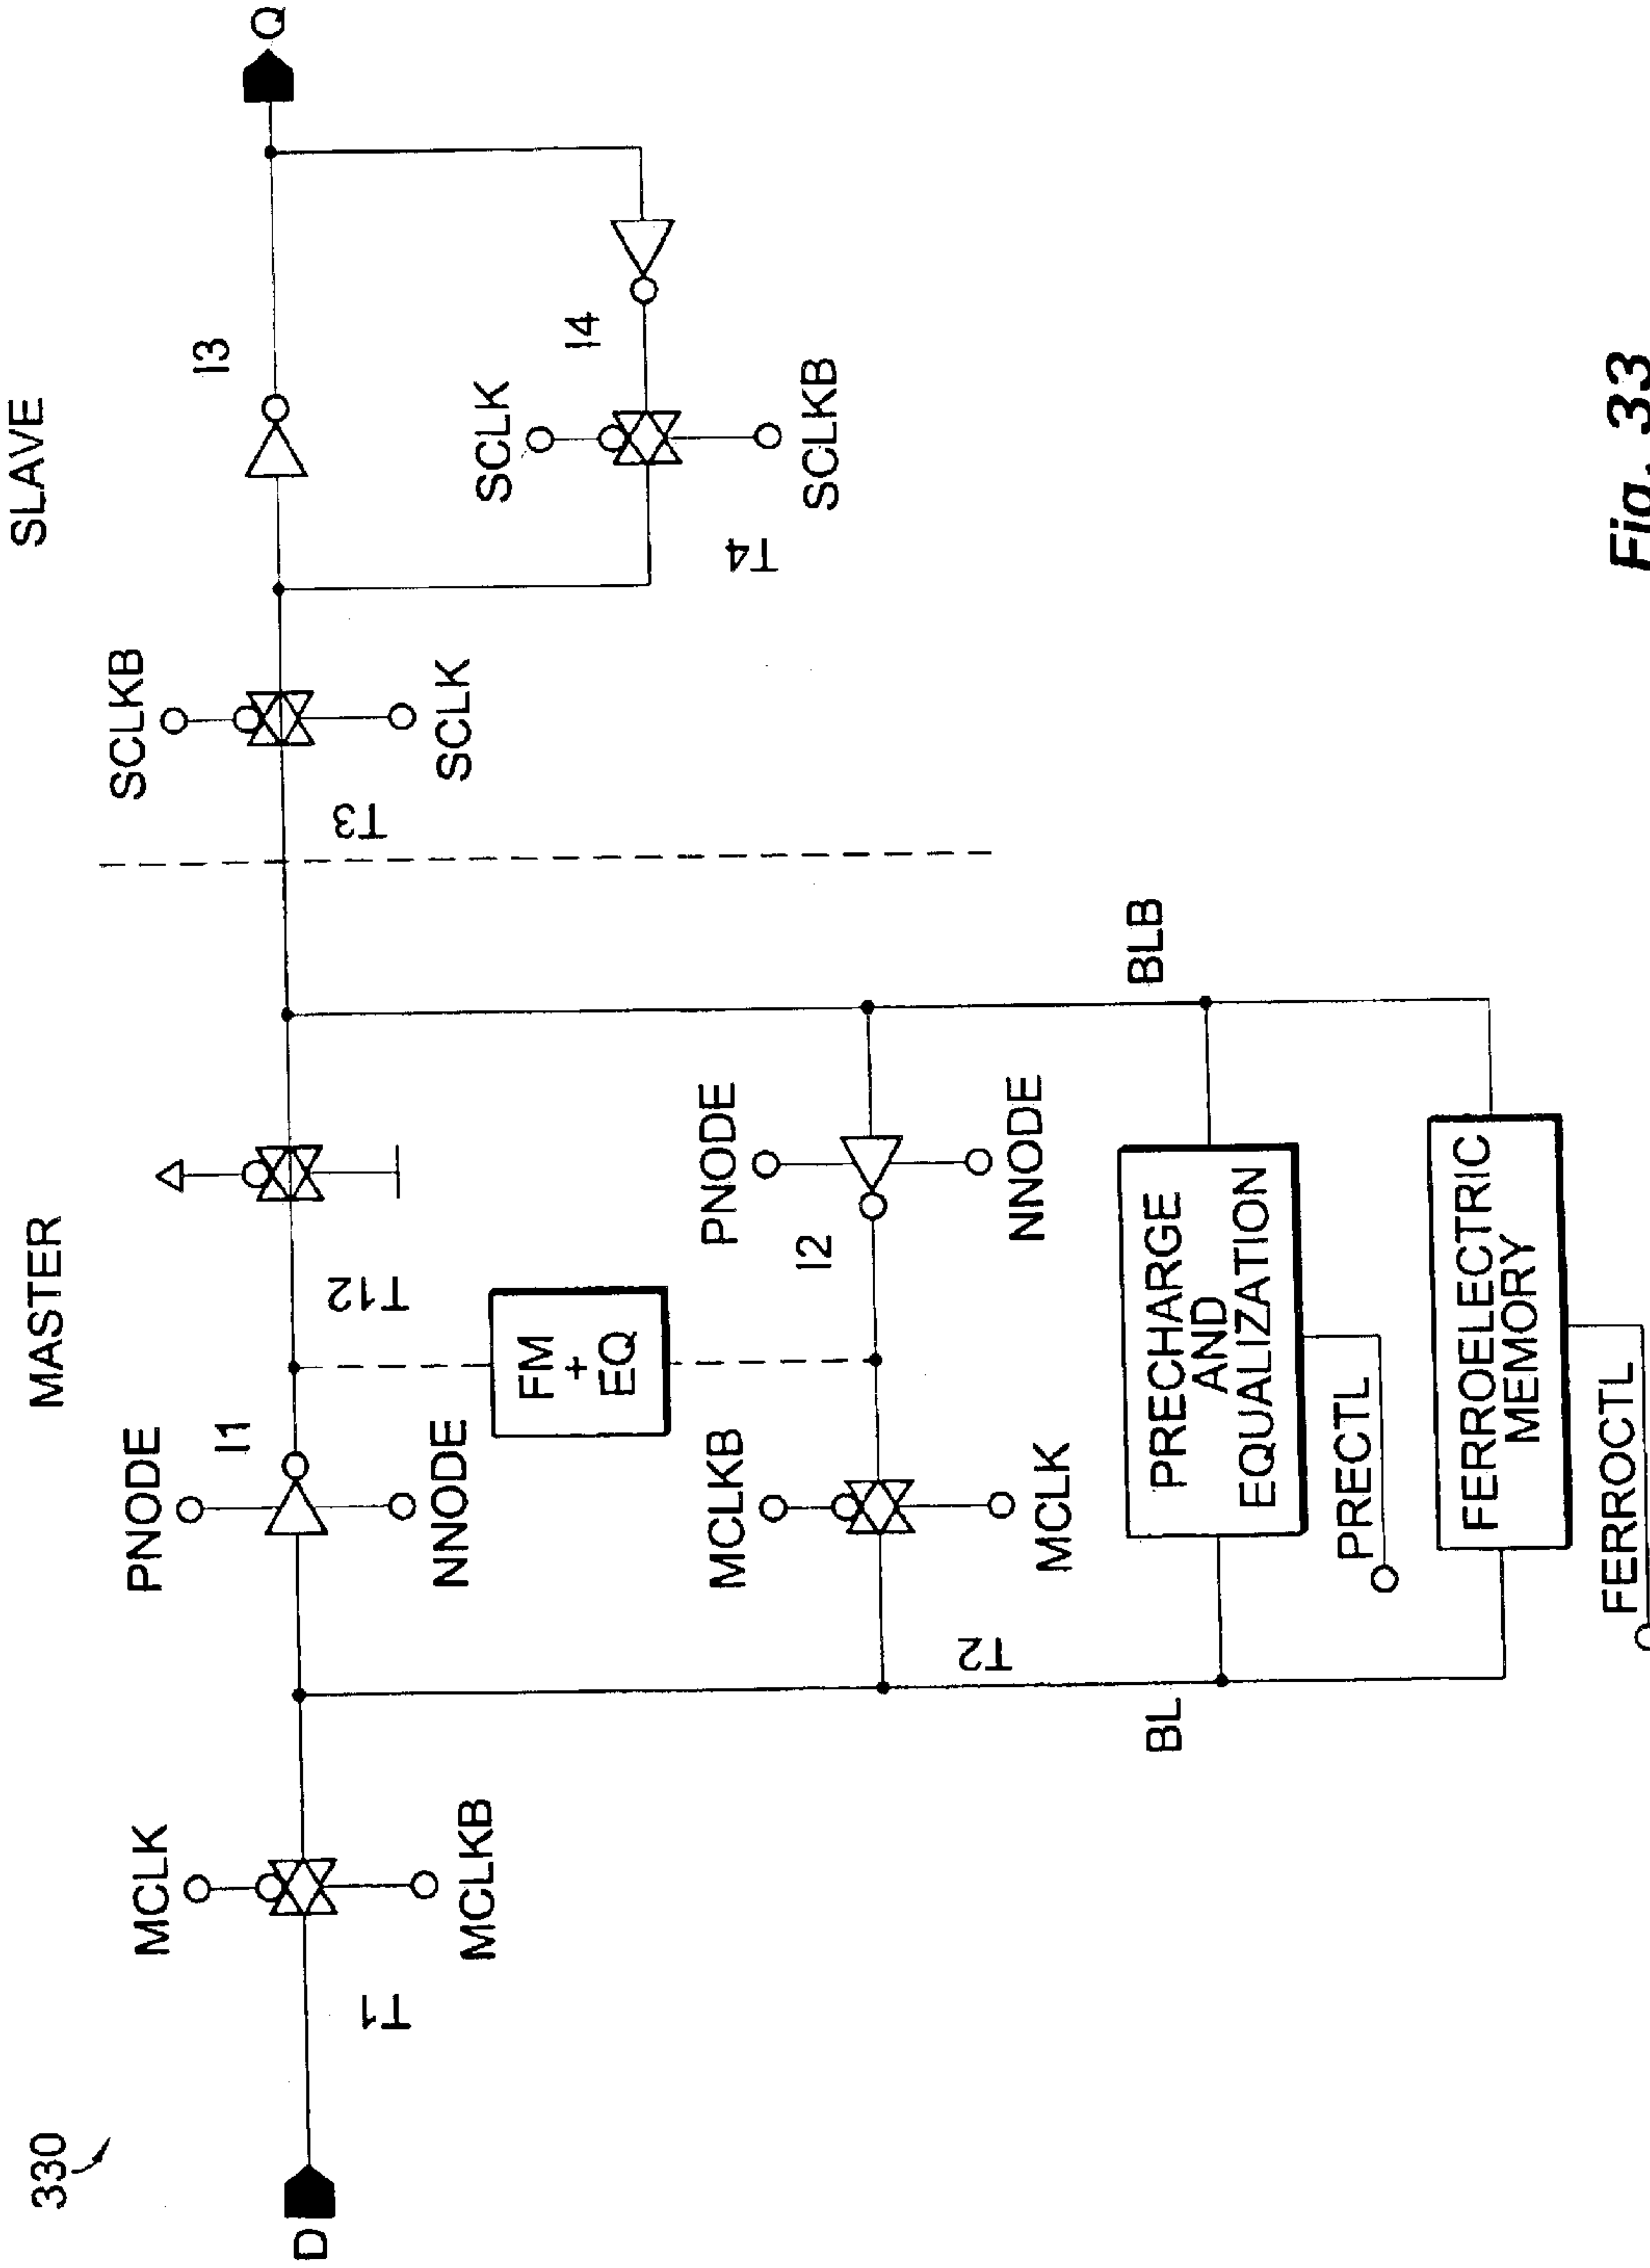 330
MASTER
SLAVE
D
MCLK
T1
MCLKB
PNODE
I1
NNODE
T12
FM
+
EQ
MCLKB
MCLK
T2
PNODE
I2
NNODE
BL
BLB
PRECHARGE
AND
EQUALIZATION
PRECTL
FERROELECTRIC
MEMORY
FERROCTL
SCLKB
T3
SCLK
I3
SCLK
I4
T4
SCLKB
Q
Fig. 33